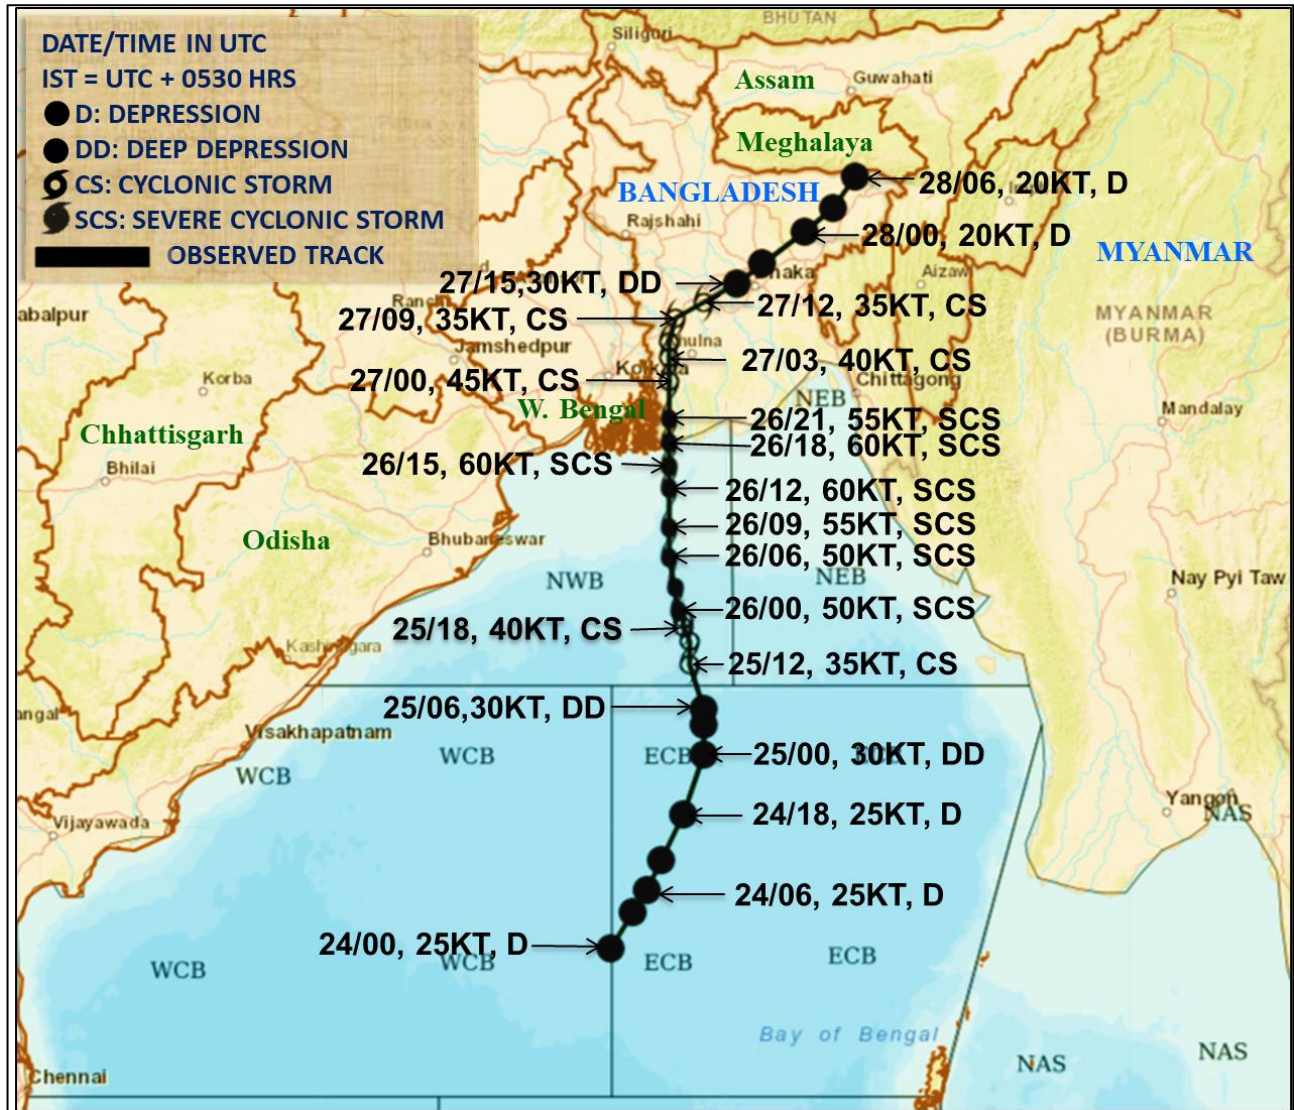 BHUTAN
Siliguri
DATE/TIME IN UTC
IST = UTC + 0530 HRS
D: DEPRESSION
DD: DEEP DEPRESSION
CS: CYCLONIC STORM
SCS: SEVERE CYCLONIC STORM
OBSERVED TRACK
Assam
Guwahati
Meghalaya
BANGLADESH
28/06, 20KT, D
Rajshahi
28/00, 20KT, D
MYANMAR
27/15,30KT, DD
Aizawl
27/12, 35KT, CS
27/09, 35KT, CS
MYANMAR
(BURMA)
abalpur
Jamshedpur
27/03, 40KT, CS
Korba
27/00, 45KT, CS
Chittagong
NEB
W. Bengal
Mandalay
26/21, 55KT, SCS
Chhattisgarh
26/18, 60KT, SCS
Bhilai
26/15, 60KT, SCS
26/12, 60KT, SCS
26/09, 55KT, SCS
Odisha
Bhubaneswar
26/06, 50KT, SCS
NWB
NEB
Nay Pyi Taw
26/00, 50KT, SCS
25/18, 40KT, CS
25/12, 35KT, CS
25/06,30KT, DD
angal
Visakhapatnam
WCB
WCB
ECB
25/00, 30KT, DD
Yangon
NAS
24/18, 25KT, D
Vijayawada
24/06, 25KT, D
24/00, 25KT, D
WCB
WCB
ECB
ECB
Bay of Bengal
NAS
NAS
Chennai